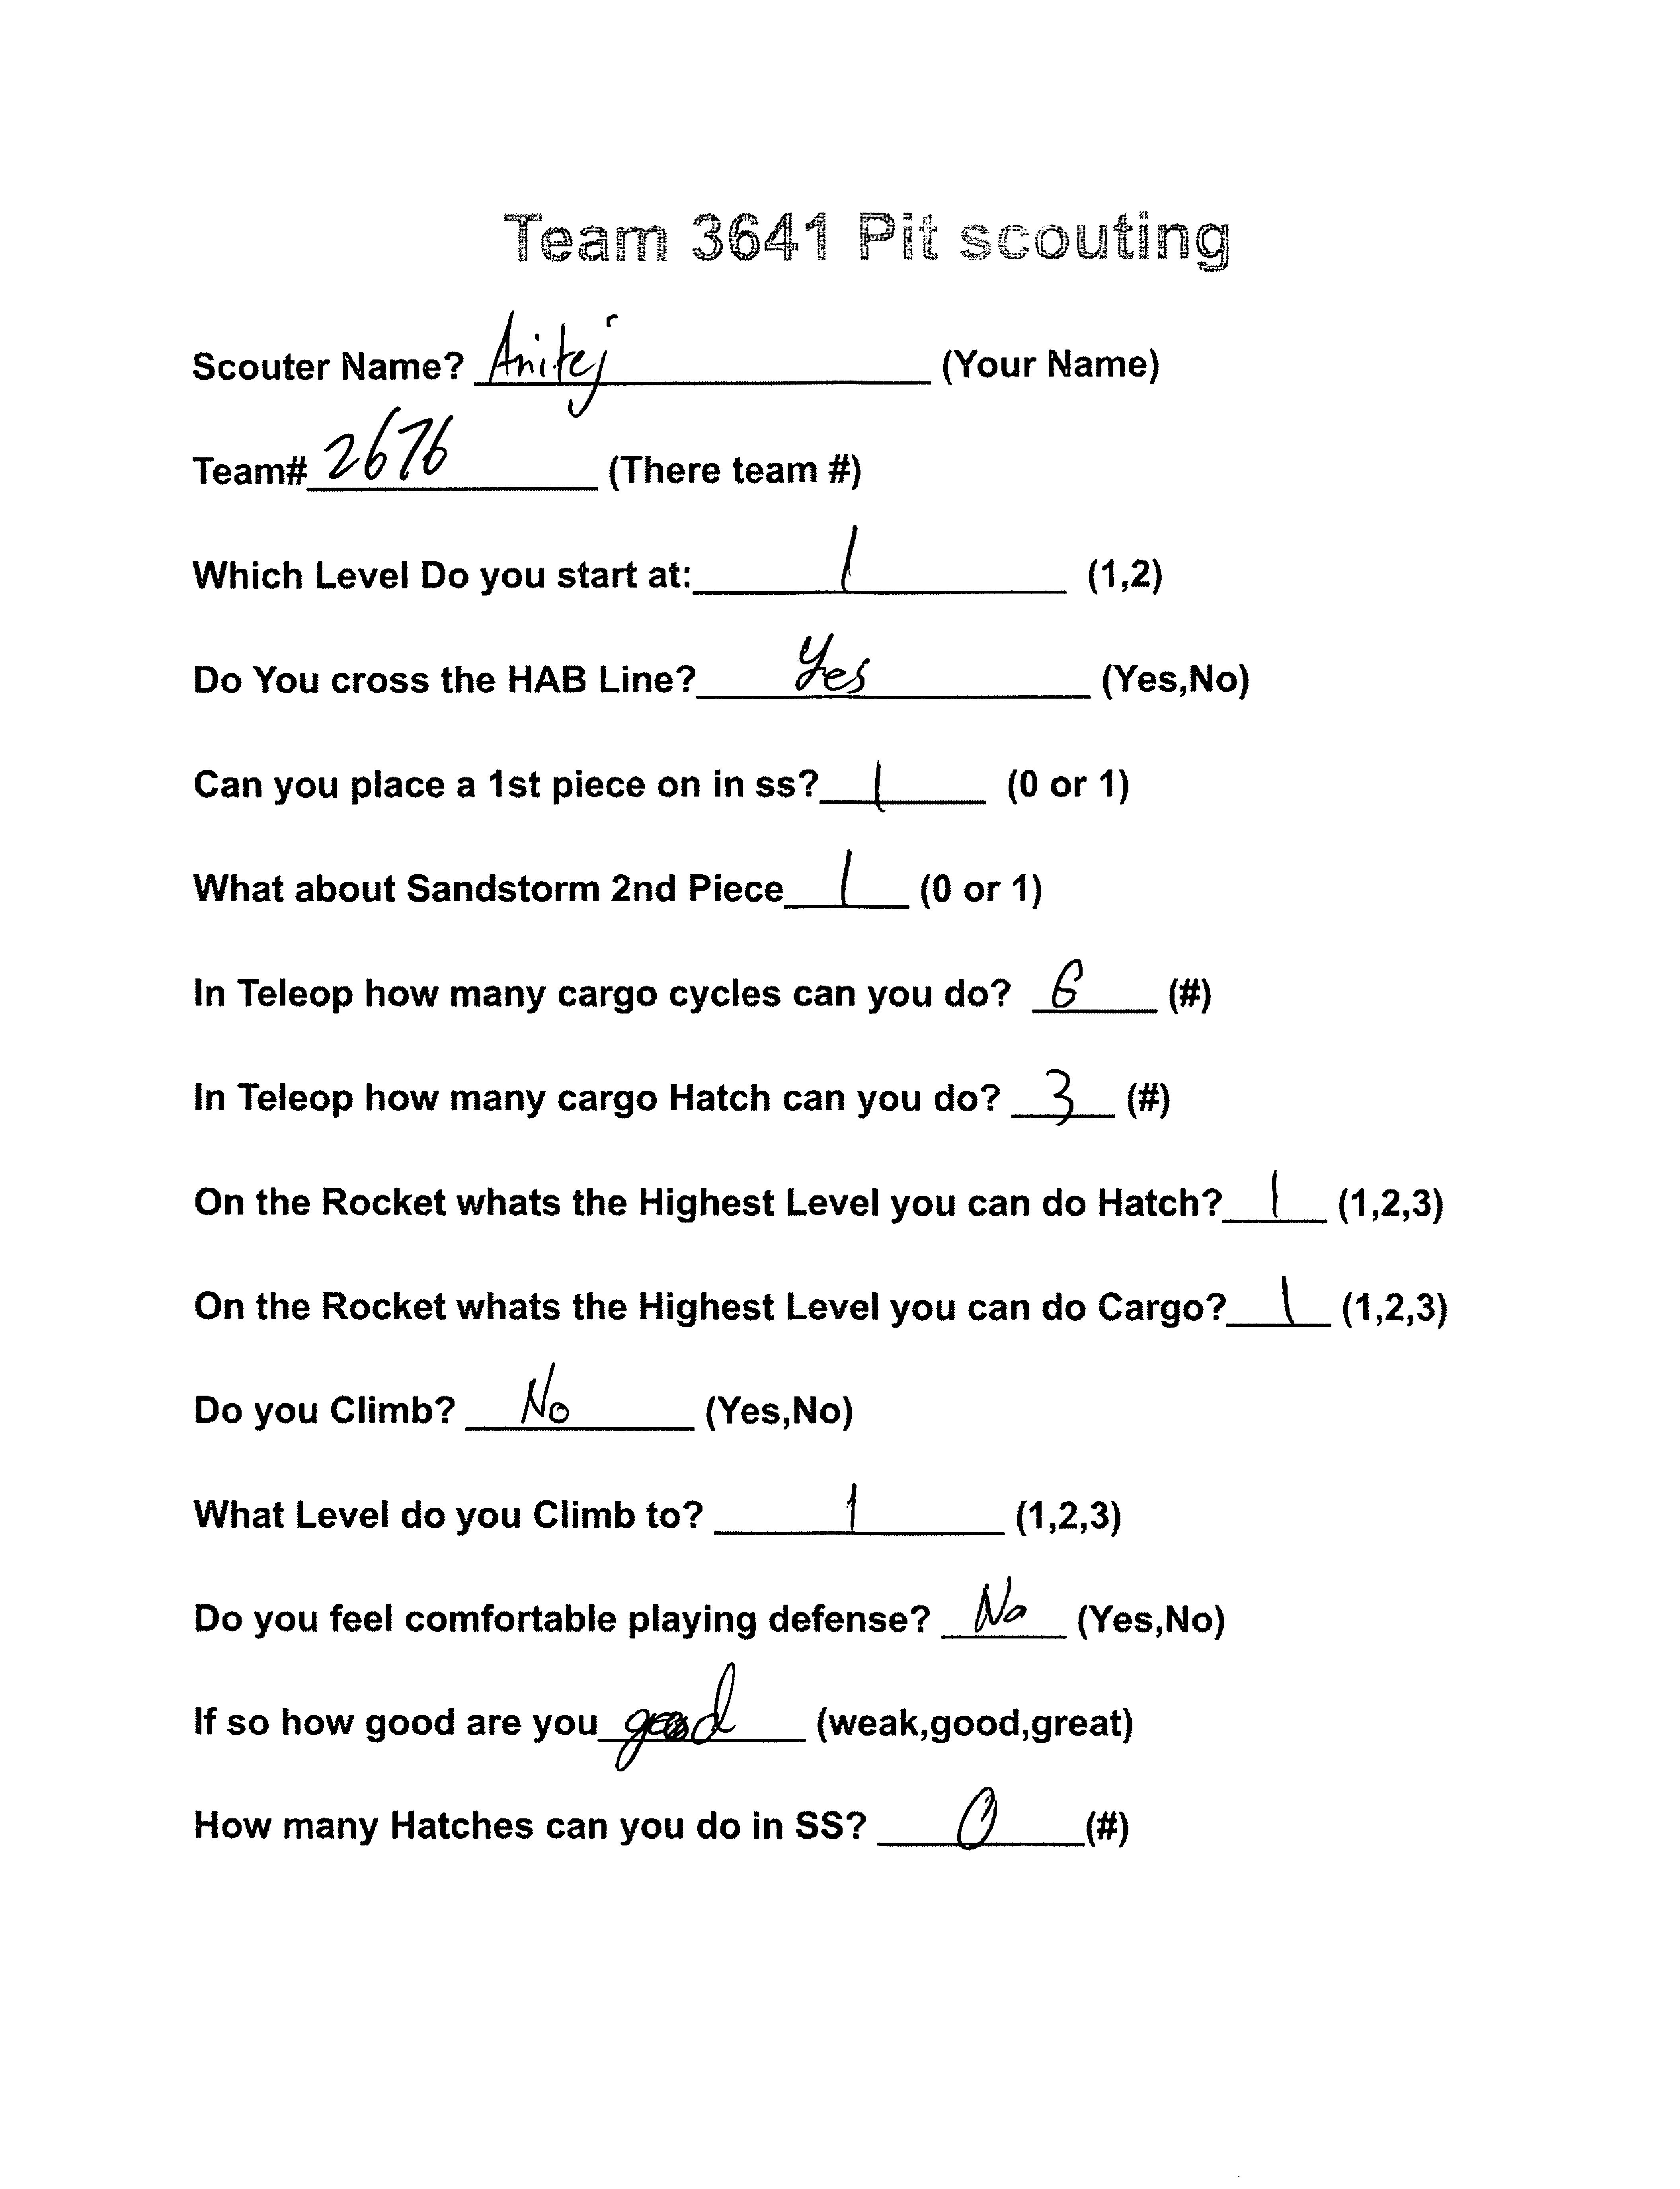 Team 3641 Pit scouting
Scouter Name? Anitej (Your Name)
Team# 2676 (There team #)
Which Level Do you start at: 1 (1,2)
Do You cross the HAB Line? Yes (Yes,No)
Can you place a 1st piece on in ss? 1 (0 or 1)
What about Sandstorm 2nd Piece 1 (0 or 1)
In Teleop how many cargo cycles can you do? 6 (#)
In Teleop how many cargo Hatch can you do? 3 (#)
On the Rocket whats the Highest Level you can do Hatch? 1 (1,2,3)
On the Rocket whats the Highest Level you can do Cargo? 1 (1,2,3)
Do you Climb? No (Yes,No)
What Level do you Climb to? 1 (1,2,3)
Do you feel comfortable playing defense? No (Yes,No)
If so how good are you good (weak,good,great)
How many Hatches can you do in SS? 0 (#)